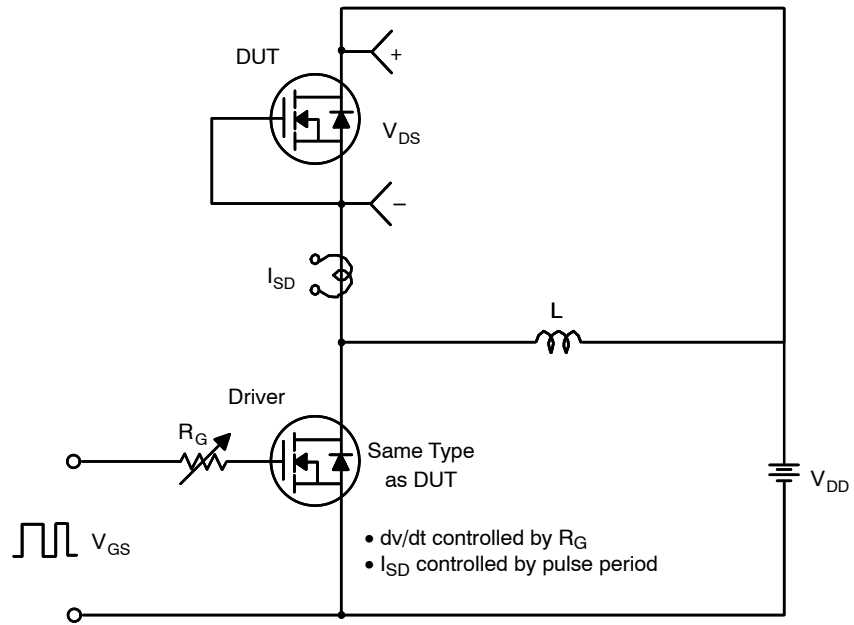 DUT
+
V_DS
–
I_SD
L
Driver
R_G
Same Type
as DUT
V_DD
V_GS
• dv/dt controlled by R_G
• I_SD controlled by pulse period